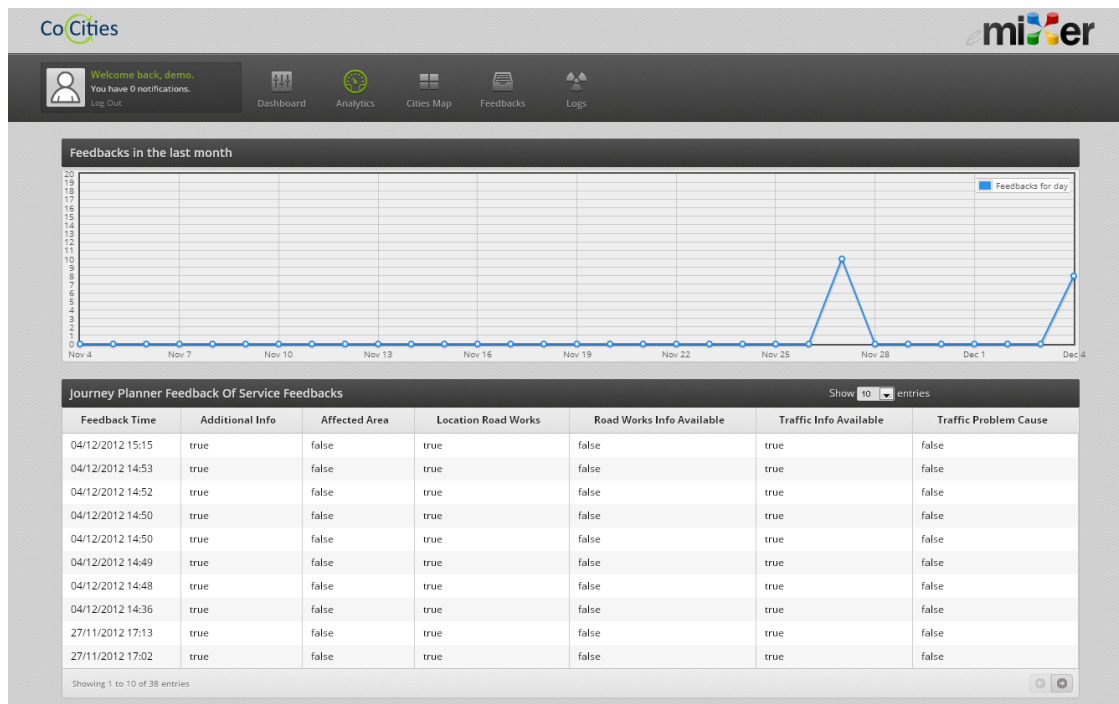 CoCities
emixer
Welcome back, demo.
You have 0 notifications.
Log Out
Dashboard
Analytics
Cities Map
Feedbacks
Logs
Feedbacks in the last month
20
19
18
17
16
15
14
13
12
11
10
9
8
7
6
5
4
3
2
1
0
Feedbacks for day
Nov 4 Nov 7 Nov 10 Nov 13 Nov 16 Nov 19 Nov 22 Nov 25 Nov 28 Dec 1 Dec 4
Journey Planner Feedback Of Service Feedbacks Show 10 entries
Feedback Time Additional Info Affected Area Location Road Works Road Works Info Available Traffic Info Available Traffic Problem Cause
04/12/2012 15:15 true false true false true false
04/12/2012 14:53 true false true false true false
04/12/2012 14:52 true false true false true false
04/12/2012 14:50 true false true false true false
04/12/2012 14:50 true false true false true false
04/12/2012 14:49 true false true false true false
04/12/2012 14:48 true false true false true false
04/12/2012 14:36 true false true false true false
27/11/2012 17:13 true false true false true false
27/11/2012 17:02 true false true false true false
Showing 1 to 10 of 38 entries